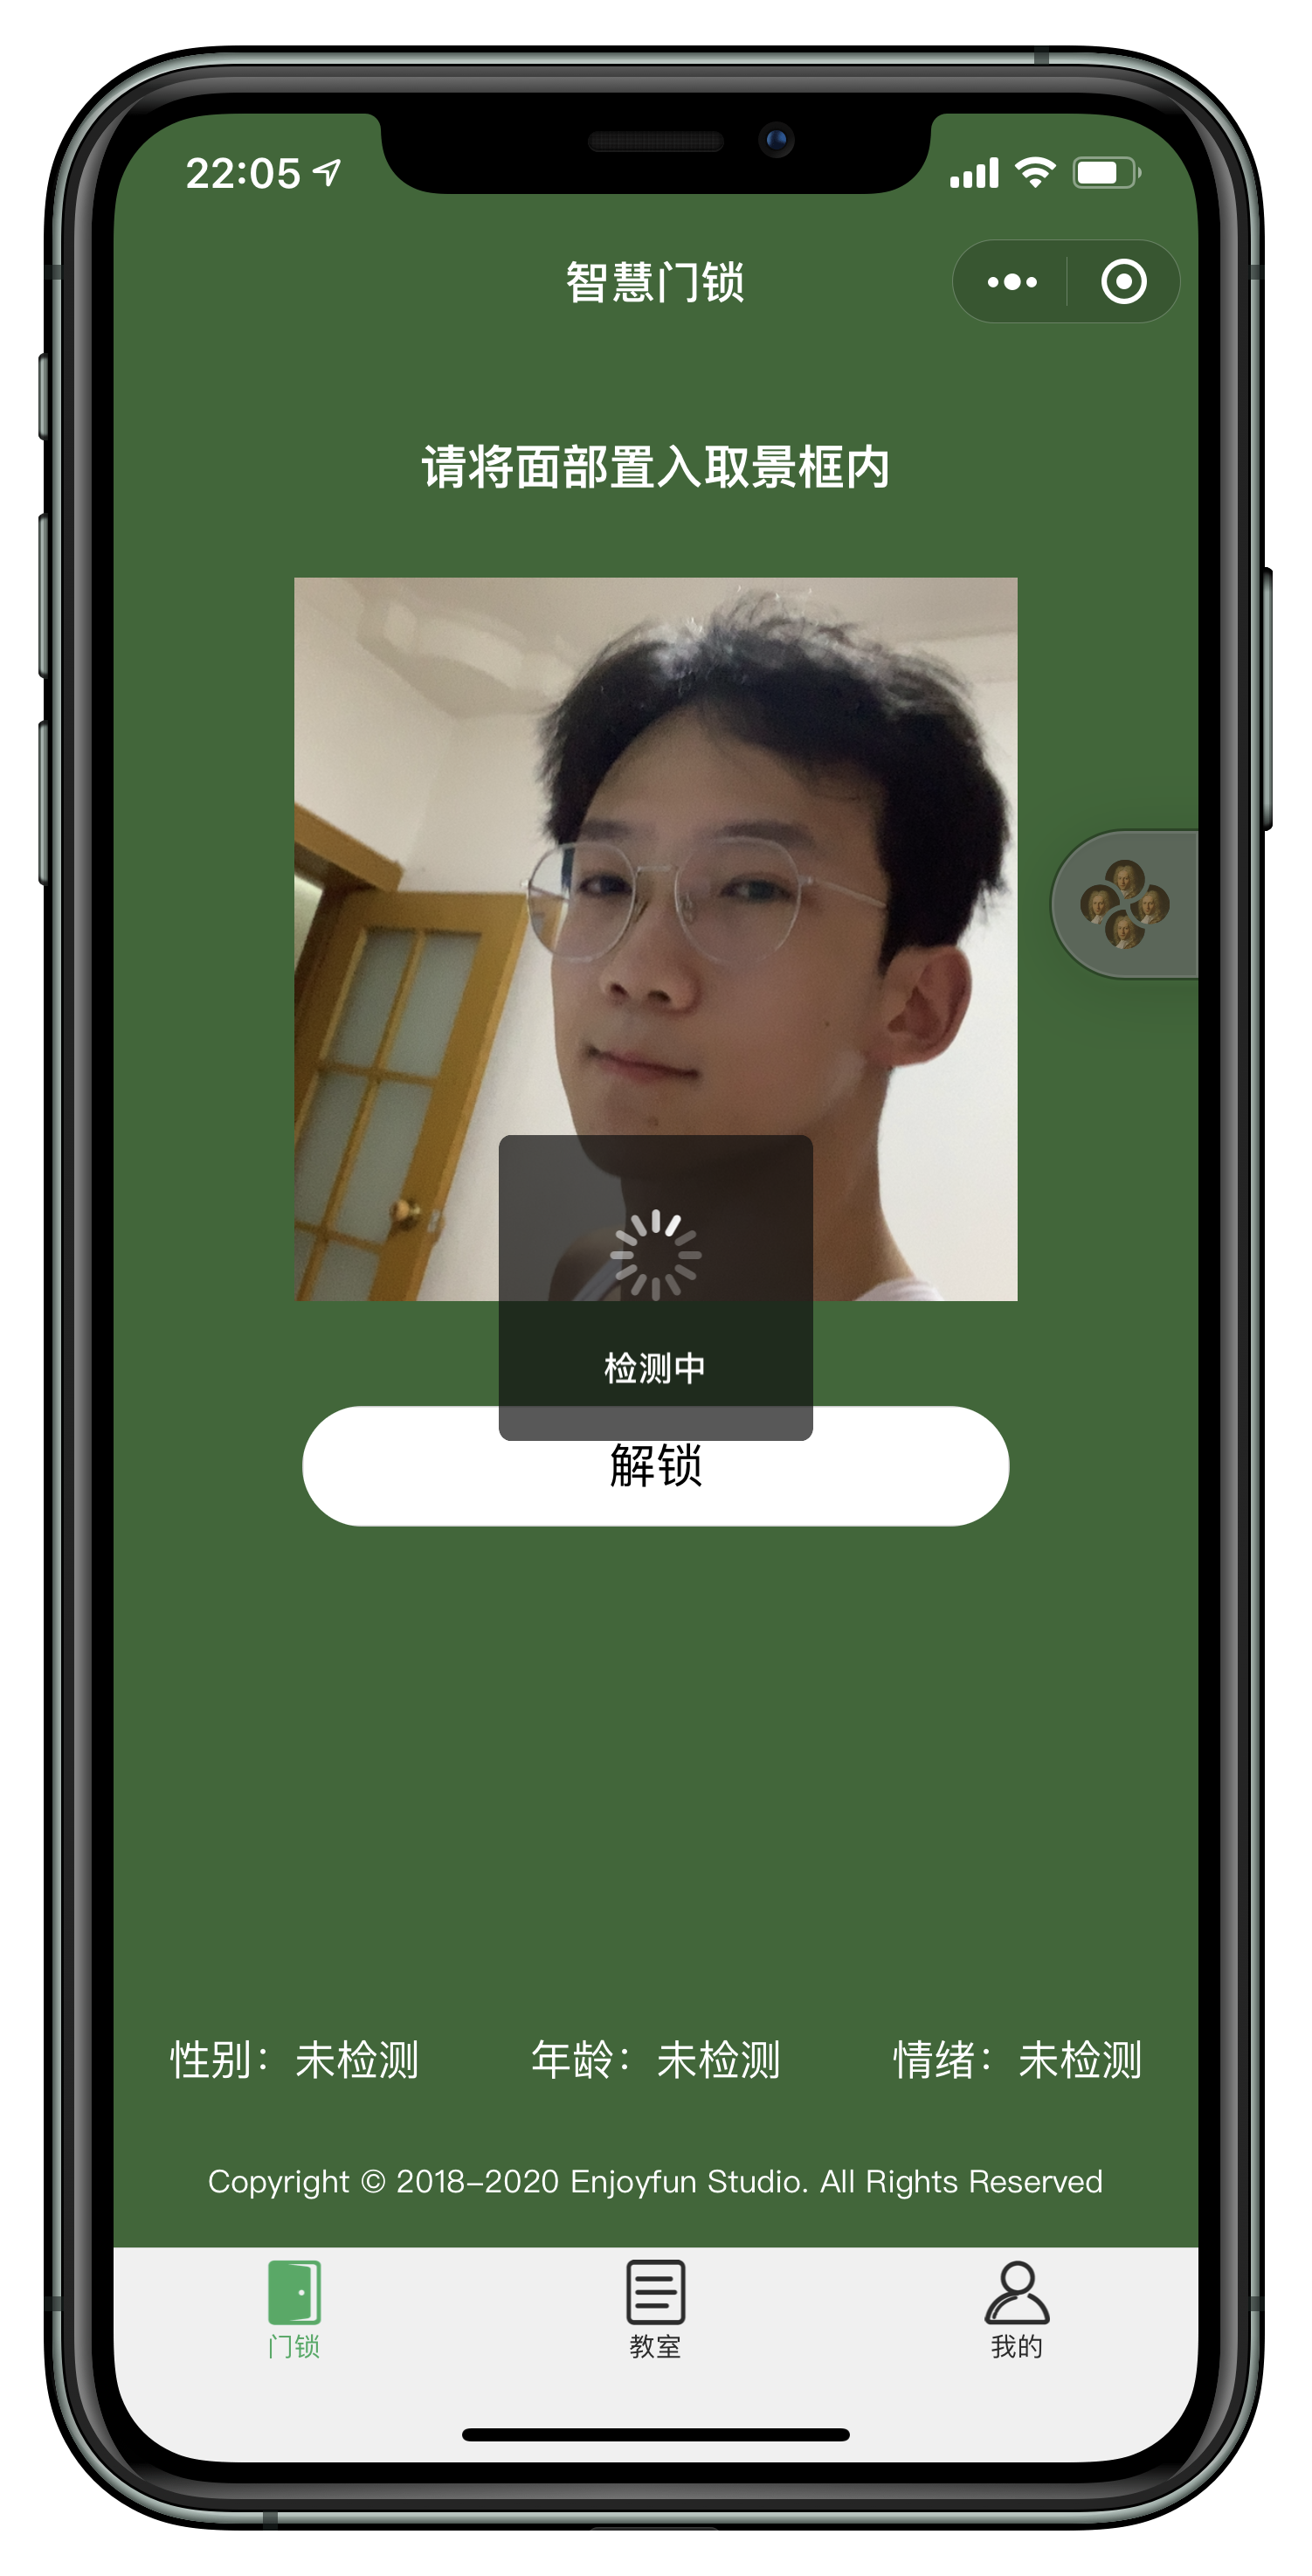 22:05
智慧门锁
请将面部置入取景框内
检测中
解锁
性别：未检测 年龄：未检测 情绪：未检测
Copyright © 2018-2020 Enjoyfun Studio. All Rights Reserved
门锁 教室 我的